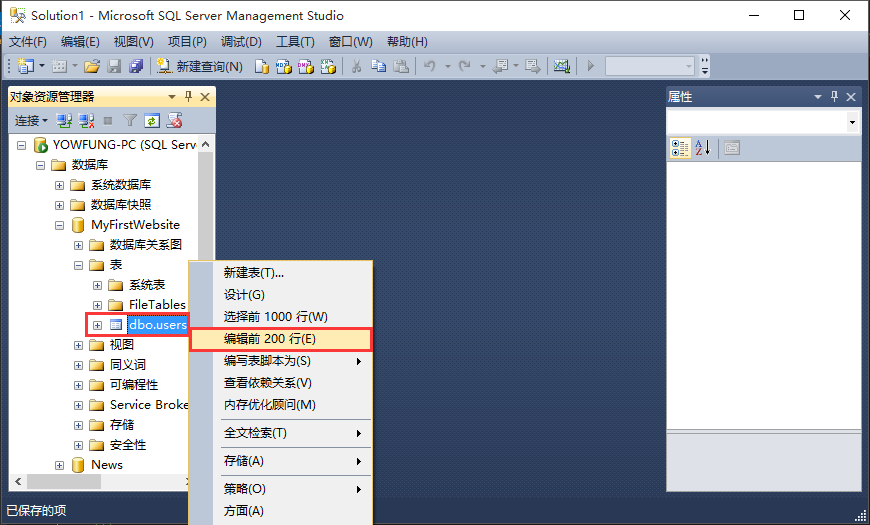 Solution1 - Microsoft SQL Server Management Studio
文件(F) 编辑(E) 视图(V) 项目(P) 调试(D) 工具(T) 窗口(W) 帮助(H)
新建查询(N)
对象资源管理器
连接
YOWFUNG-PC (SQL Serve
数据库
系统数据库
数据库快照
MyFirstWebsite
数据库关系图
表
系统表
FileTables
dbo.users
视图
同义词
可编程性
Service Broke
存储
安全性
News
新建表(T)...
设计(G)
选择前 1000 行(W)
编辑前 200 行(E)
编写表脚本为(S)
查看依赖关系(V)
内存优化顾问(M)
全文检索(T)
存储(A)
策略(O)
方面(A)
属性
已保存的项